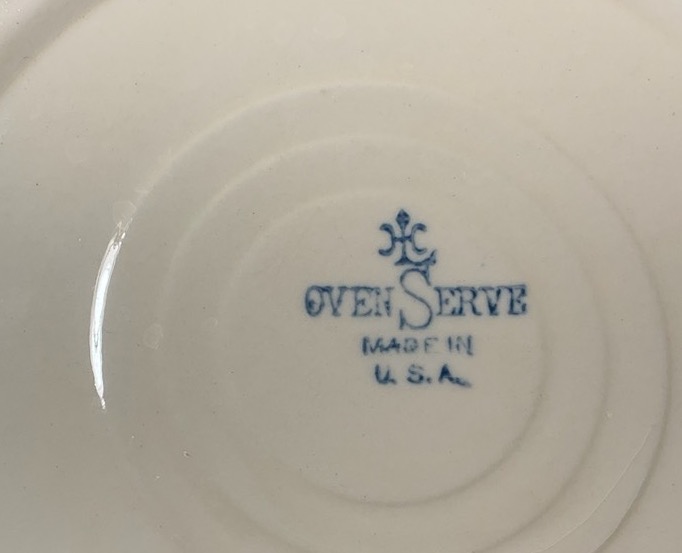 HLC
OVEN SERVE
MADE IN
U.S.A.